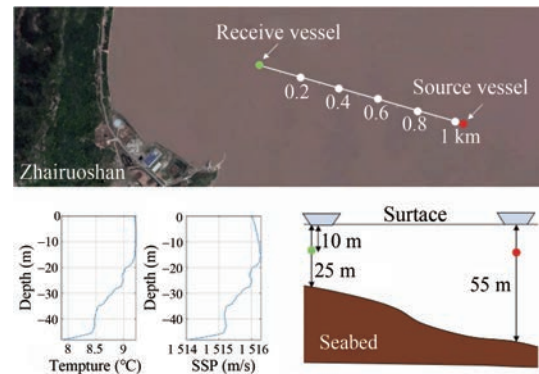 Receive vessel
Source vessel
0.2
0.4
0.6
0.8
1 km
Zhairuoshan
0
−10
−20
−30
−40
Depth (m)
8
8.5
9
Tempture (℃)
0
−10
−20
−30
−40
Depth (m)
1 514
1 515
1 516
SSP (m/s)
Surtace
10 m
25 m
55 m
Seabed